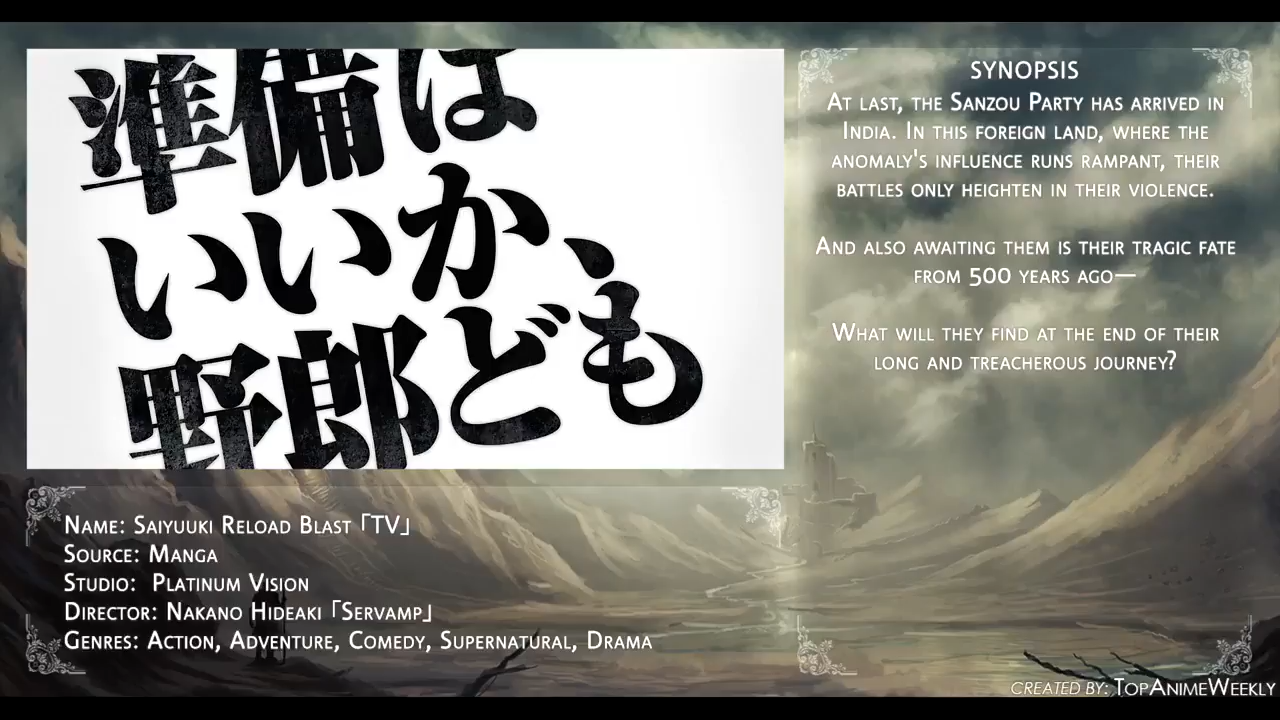 準備は
いいか、
野郎ども
SYNOPSIS
At last, the Sanzou Party has arrived in
India. In this foreign land, where the
anomaly's influence runs rampant, their
battles only heighten in their violence.
And also awaiting them is their tragic fate
from 500 years ago—
What will they find at the end of their
long and treacherous journey?
Name: Saiyuuki Reload Blast「TV」
Source: Manga
Studio: Platinum Vision
Director: Nakano Hideaki「Servamp」
Genres: Action, Adventure, Comedy, Supernatural, Drama
CREATED BY: TopAnimeWeekly